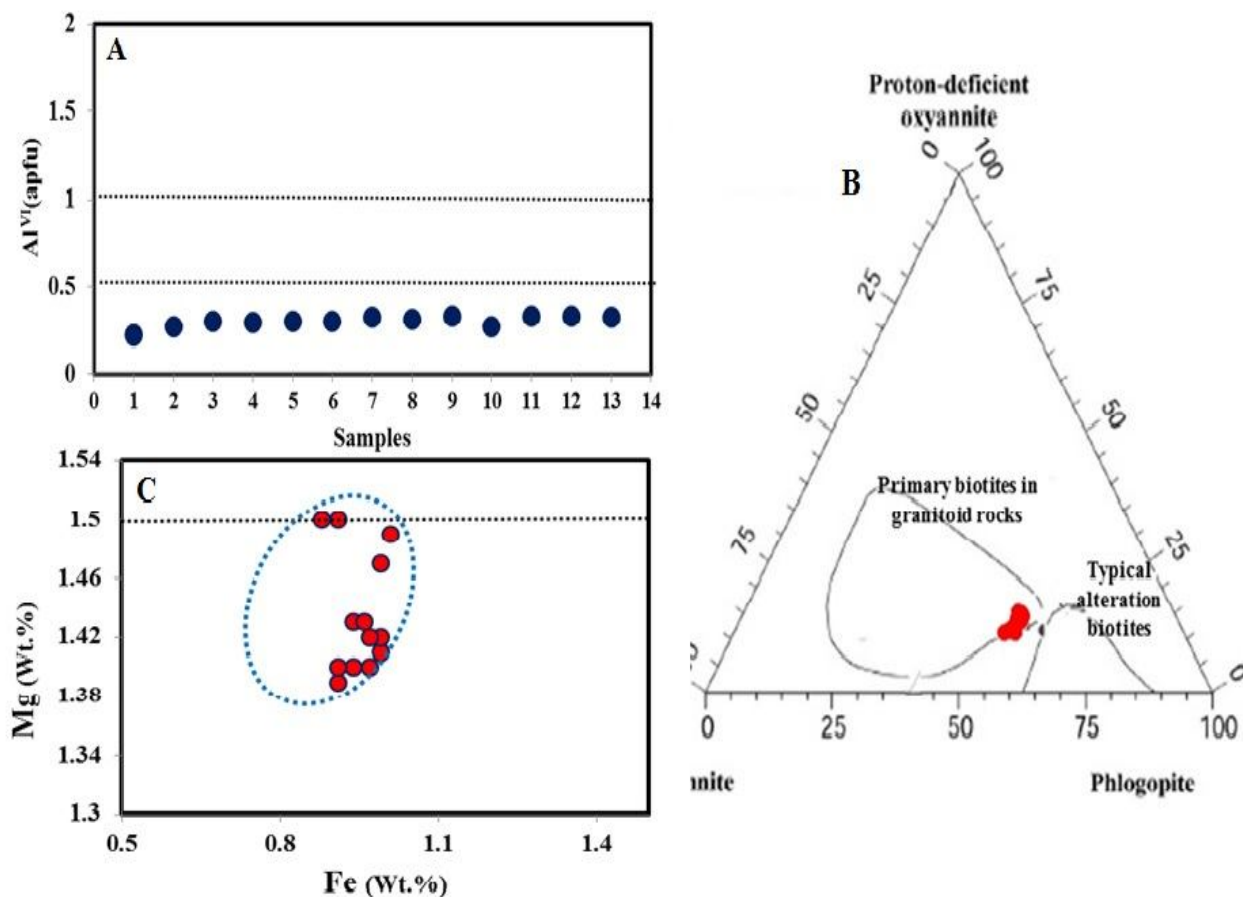 A
2
1.5
1
0.5
0
Al^VI(apfu)
0 1 2 3 4 5 6 7 8 9 10 11 12 13 14
Samples
C
1.54
1.5
1.46
1.42
1.38
1.34
1.3
Mg (Wt.%)
0.5 0.8 1.1 1.4
Fe (Wt.%)
B
Proton-deficient
oxyannite
0 100
25 75
50 50
75 25
Primary biotites in
granitoid rocks
Typical
alteration
biotites
0
0 25 50 75 100
nnite Phlogopite